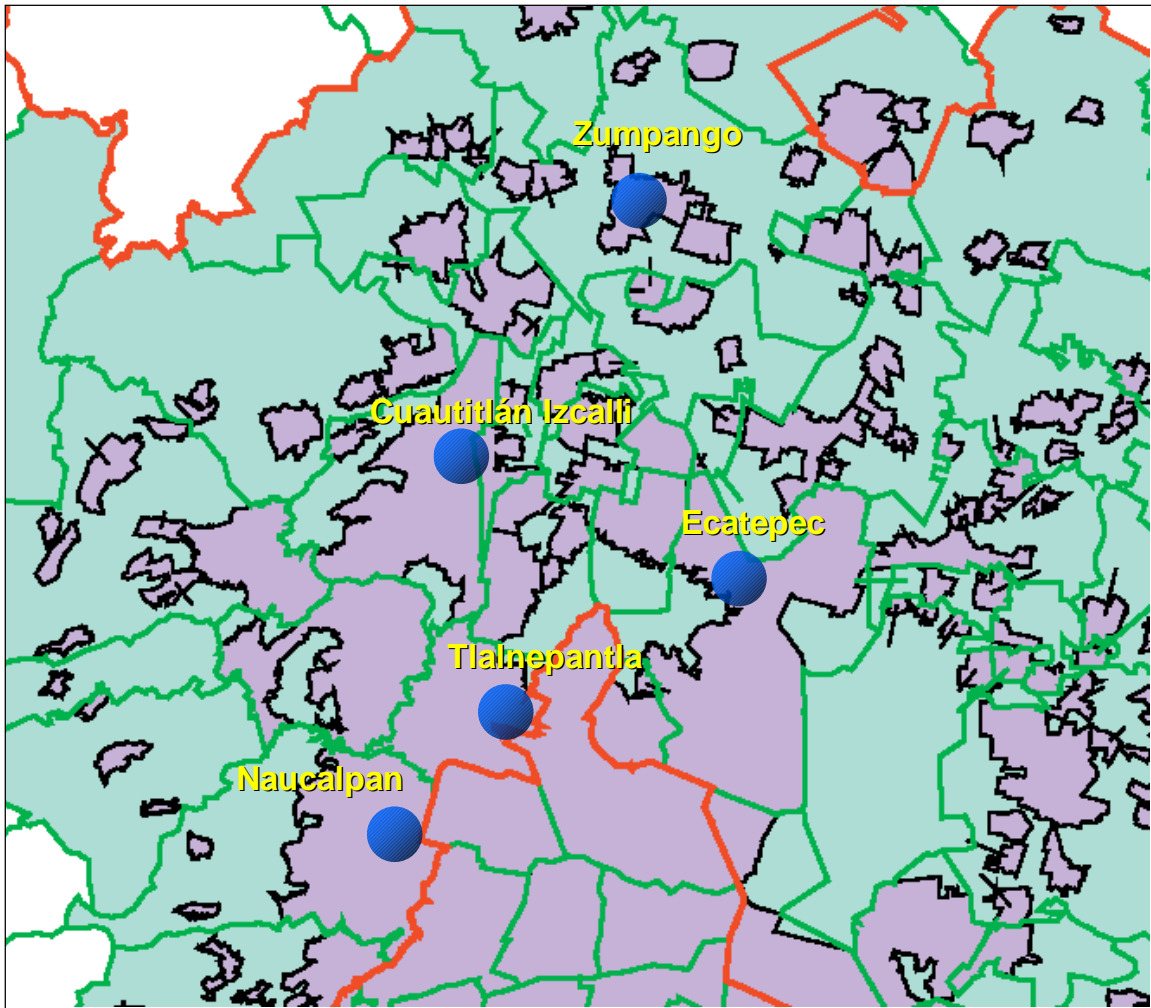 Zumpango
Cuautitlán Izcalli
Ecatepec
Tlalnepantla
Naucalpan